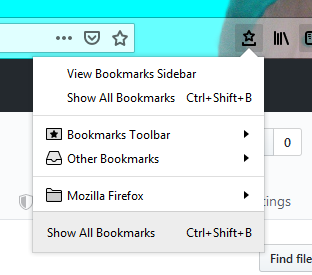 View Bookmarks Sidebar
Show All Bookmarks Ctrl+Shift+B
Bookmarks Toolbar
0
Other Bookmarks
Mozilla Firefox
tings
Show All Bookmarks Ctrl+Shift+B
Find file